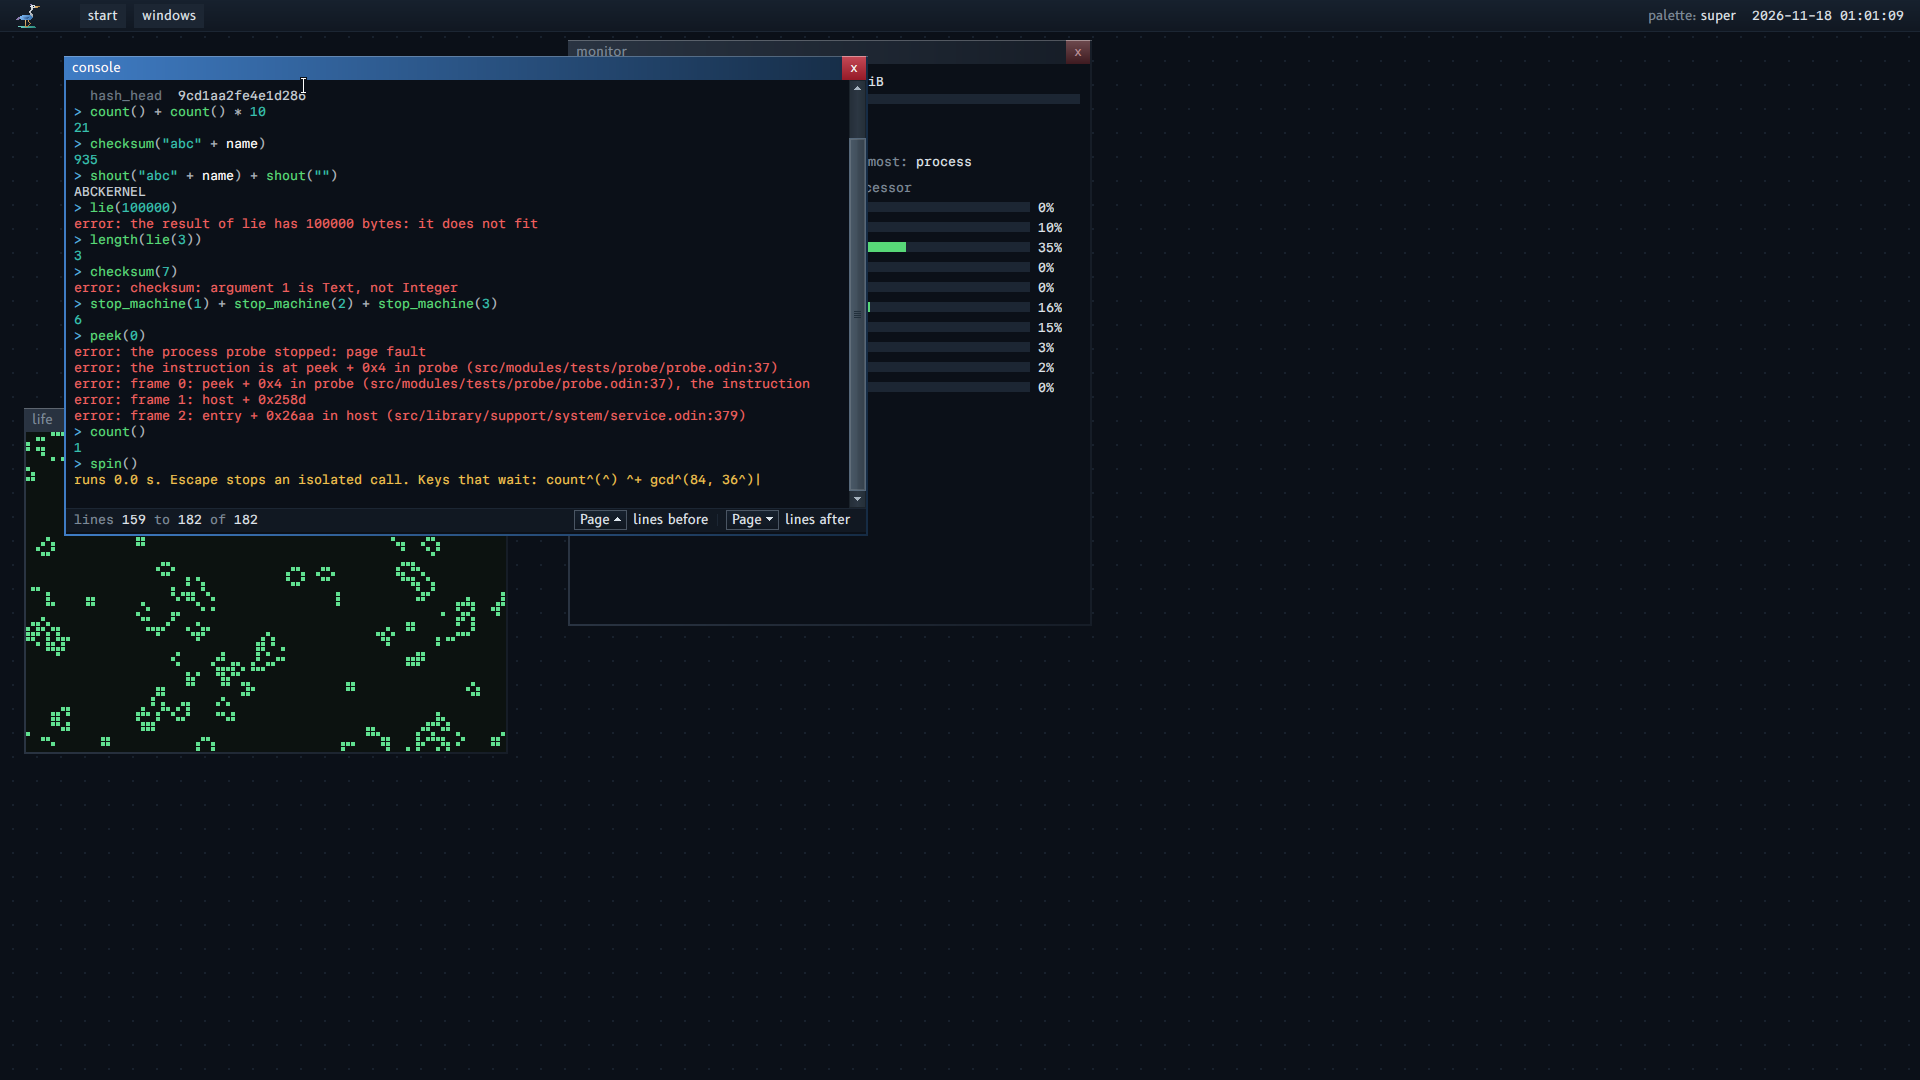 start windows palette: super 2026-11-18 01:01:09
monitor x
console x
iB
hash_head 9cd1aa2fe4e1d286
> count() + count() * 10
21
> checksum("abc" + name)
935
> shout("abc" + name) + shout("")
ABCKERNEL
> lie(100000)
error: the result of lie has 100000 bytes: it does not fit
> length(lie(3))
3
> checksum(7)
error: checksum: argument 1 is Text, not Integer
> stop_machine(1) + stop_machine(2) + stop_machine(3)
6
> peek(0)
error: the process probe stopped: page fault
error: the instruction is at peek + 0x4 in probe (src/modules/tests/probe/probe.odin:37)
error: frame 0: peek + 0x4 in probe (src/modules/tests/probe/probe.odin:37), the instruction
error: frame 1: host + 0x258d
error: frame 2: entry + 0x26aa in host (src/library/support/system/service.odin:379)
> count()
1
> spin()
runs 0.0 s. Escape stops an isolated call. Keys that wait: count^(^) ^+ gcd^(84, 36^)|
lines 159 to 182 of 182 Page lines before Page lines after
most: process
cessor
0%
10%
35%
0%
0%
16%
15%
3%
2%
0%
life